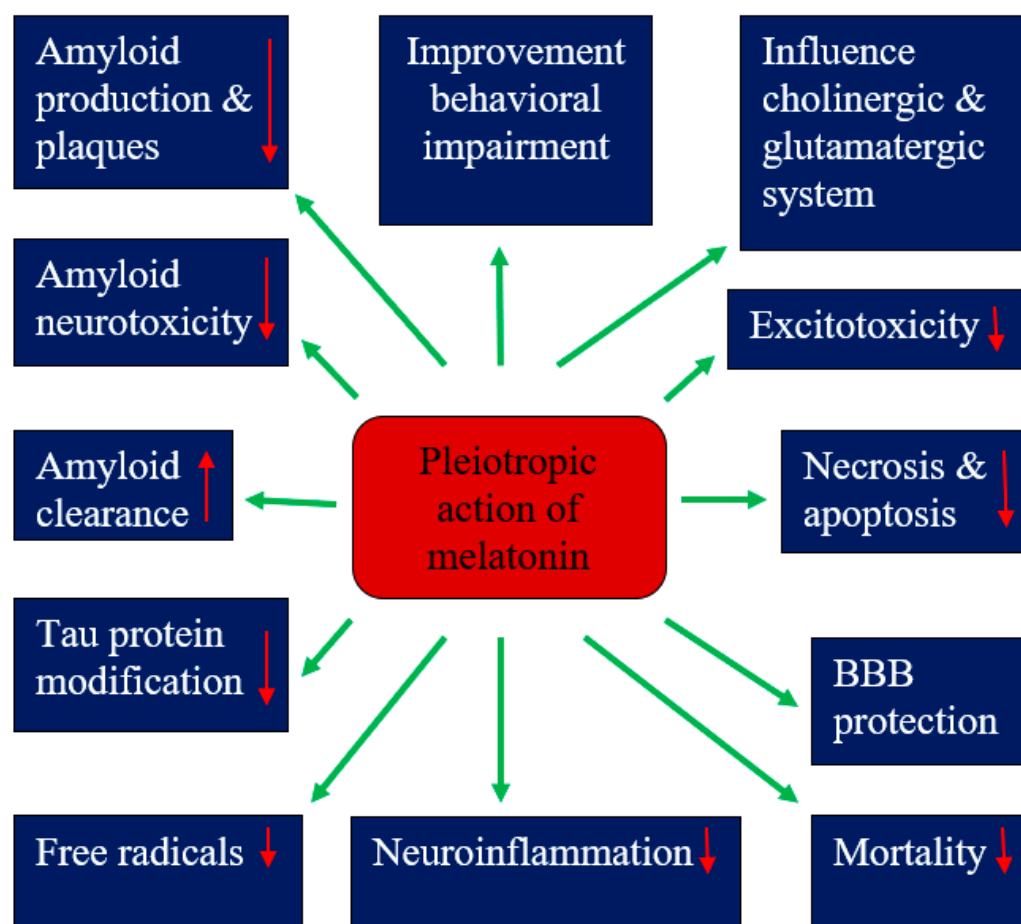 Amyloid
production &
plaques
Improvement
behavioral
impairment
Influence
cholinergic &
glutamatergic
system
Amyloid
neurotoxicity
Excitotoxicity
Amyloid
clearance
Pleiotropic
action of
melatonin
Necrosis &
apoptosis
Tau protein
modification
BBB
protection
Free radicals
Neuroinflammation
Mortality